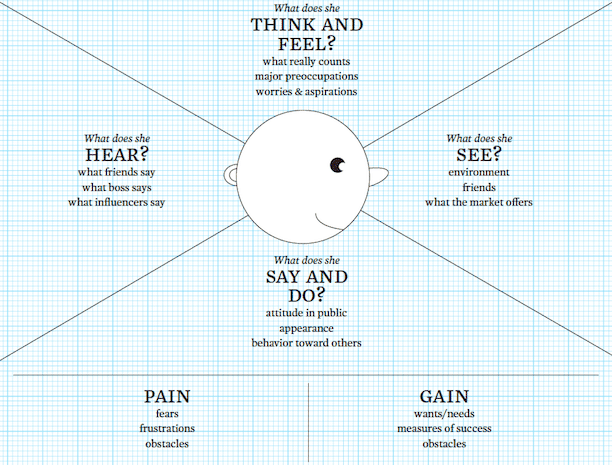 What does she
THINK AND
FEEL?
what really counts
major preoccupations
worries & aspirations
What does she
HEAR?
what friends say
what boss says
what influencers say
What does she
SEE?
environment
friends
what the market offers
What does she
SAY AND
DO?
attitude in public
appearance
behavior toward others
PAIN
fears
frustrations
obstacles
GAIN
wants/needs
measures of success
obstacles